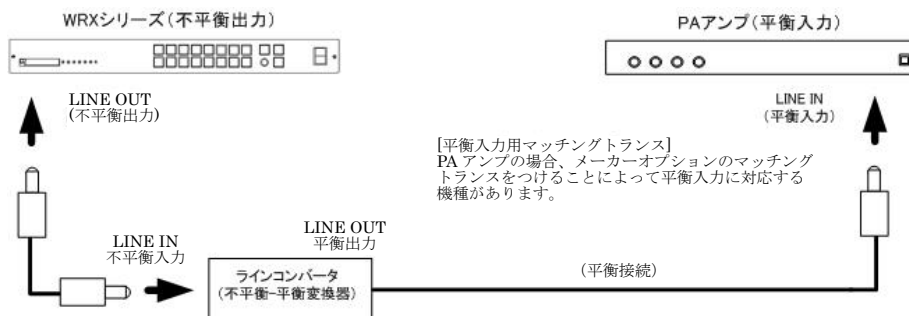 WRXシリーズ(不平衡出力)
PAアンプ(平衡入力)
LINE OUT
(不平衡出力)
LINE IN
(平衡入力)
[平衡入力用マッチングトランス]
PA アンプの場合、メーカーオプションのマッチング
トランスをつけることによって平衡入力に対応する
機種があります。
LINE IN
不平衡入力
LINE OUT
平衡出力
ラインコンバータ
(不平衡-平衡変換器)
(平衡接続)